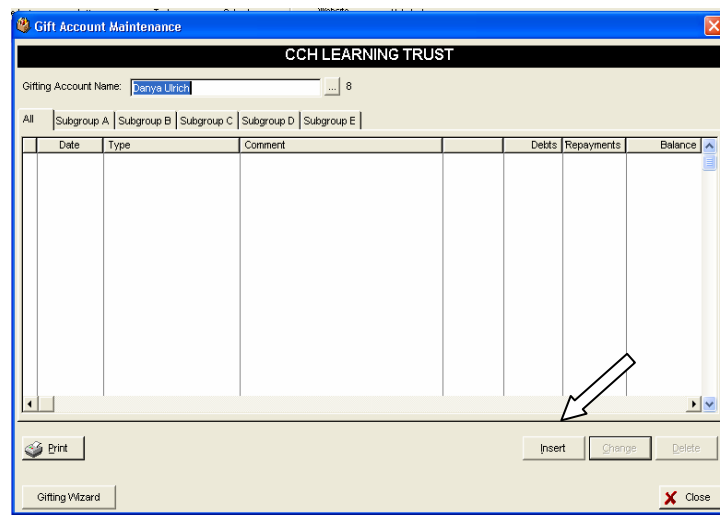 Website
Gift Account Maintenance
CCH LEARNING TRUST
Gifting Account Name: Danya Ulrich ... 8
All Subgroup A Subgroup B Subgroup C Subgroup D Subgroup E
Date Type Comment Debts Repayments Balance
Print Insert Change Delete
Gifting Wizard Close